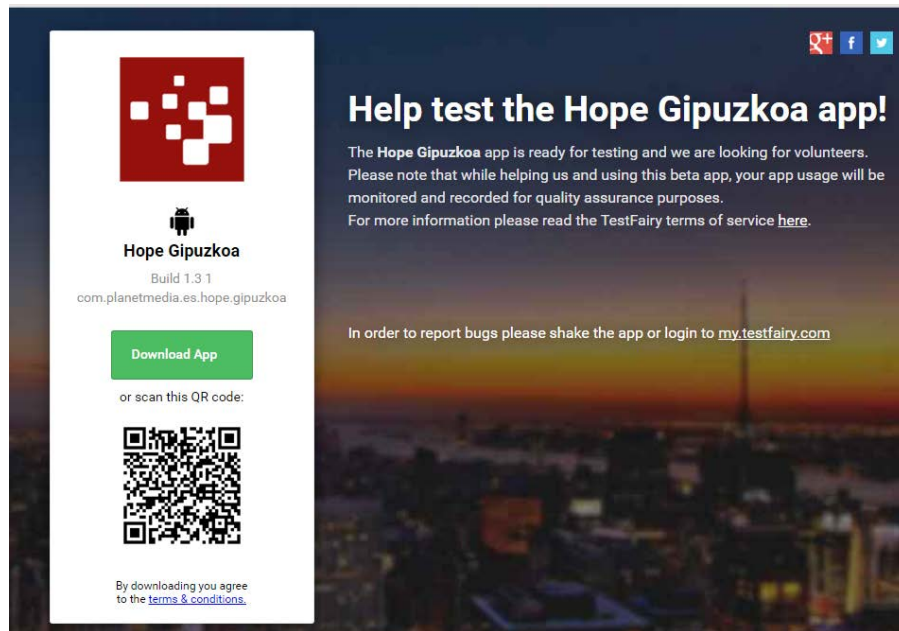 Hope Gipuzkoa
Build 1.3 1
com.planetmedia.es.hope.gipuzkoa
Download App
or scan this QR code:
By downloading you agree
to the terms & conditions.
g+ f
Help test the Hope Gipuzkoa app!
The Hope Gipuzkoa app is ready for testing and we are looking for volunteers.
Please note that while helping us and using this beta app, your app usage will be
monitored and recorded for quality assurance purposes.
For more information please read the TestFairy terms of service here.
In order to report bugs please shake the app or login to my.testfairy.com